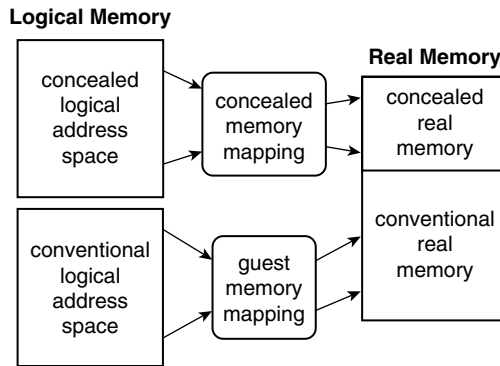 Logical Memory
concealed
logical
address
space
concealed
memory
mapping
Real Memory
concealed
real
memory
conventional
logical
address
space
guest
memory
mapping
conventional
real
memory